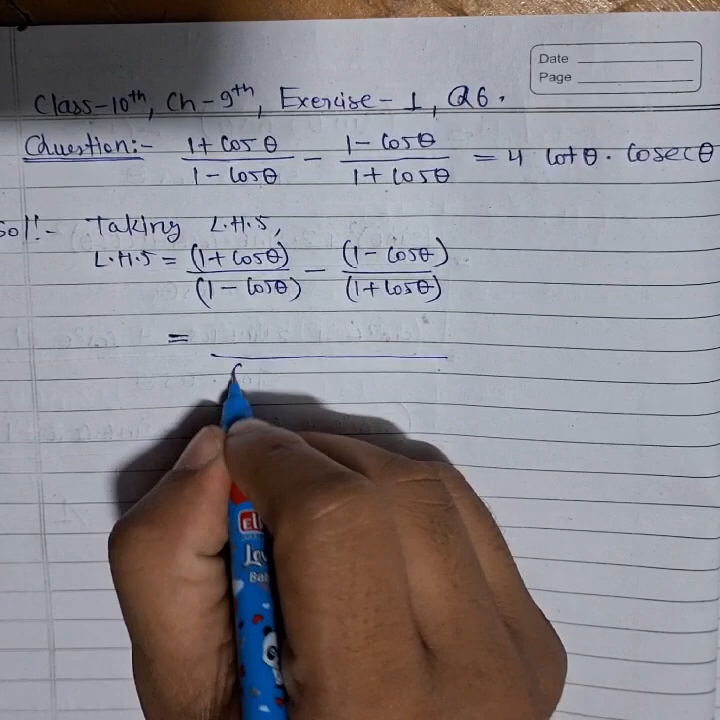 Date
Page
Class-10th, Ch-9th, Exercise-1, Q6.
Question:- (1+cosθ)/(1-cosθ) - (1-cosθ)/(1+cosθ) = 4 cotθ. cosecθ
Sol!:- Taking L.H.S,
L.H.S = (1+cosθ)/(1-cosθ) - (1-cosθ)/(1+cosθ)
=